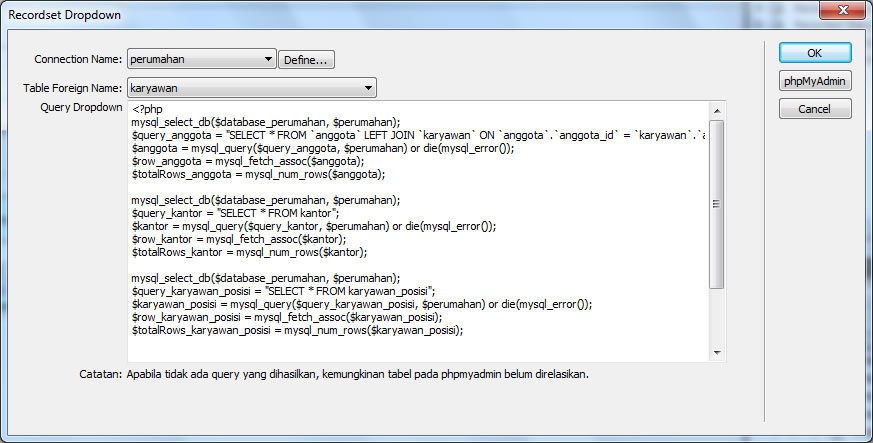 Recordset Dropdown
Connection Name: perumahan Define...
OK
Table Foreign Name: karyawan
phpMyAdmin
Query Dropdown
Cancel
<?php
mysql_select_db($database_perumahan, $perumahan);
$query_anggota = "SELECT * FROM `anggota` LEFT JOIN `karyawan` ON `anggota`.`anggota_id` = `karyawan`.`a
$anggota = mysql_query($query_anggota, $perumahan) or die(mysql_error());
$row_anggota = mysql_fetch_assoc($anggota);
$totalRows_anggota = mysql_num_rows($anggota);
mysql_select_db($database_perumahan, $perumahan);
$query_kantor = "SELECT * FROM kantor";
$kantor = mysql_query($query_kantor, $perumahan) or die(mysql_error());
$row_kantor = mysql_fetch_assoc($kantor);
$totalRows_kantor = mysql_num_rows($kantor);
mysql_select_db($database_perumahan, $perumahan);
$query_karyawan_posisi = "SELECT * FROM karyawan_posisi";
$karyawan_posisi = mysql_query($query_karyawan_posisi, $perumahan) or die(mysql_error());
$row_karyawan_posisi = mysql_fetch_assoc($karyawan_posisi);
$totalRows_karyawan_posisi = mysql_num_rows($karyawan_posisi);
Catatan: Apabila tidak ada query yang dihasilkan, kemungkinan tabel pada phpmyadmin belum direlasikan.